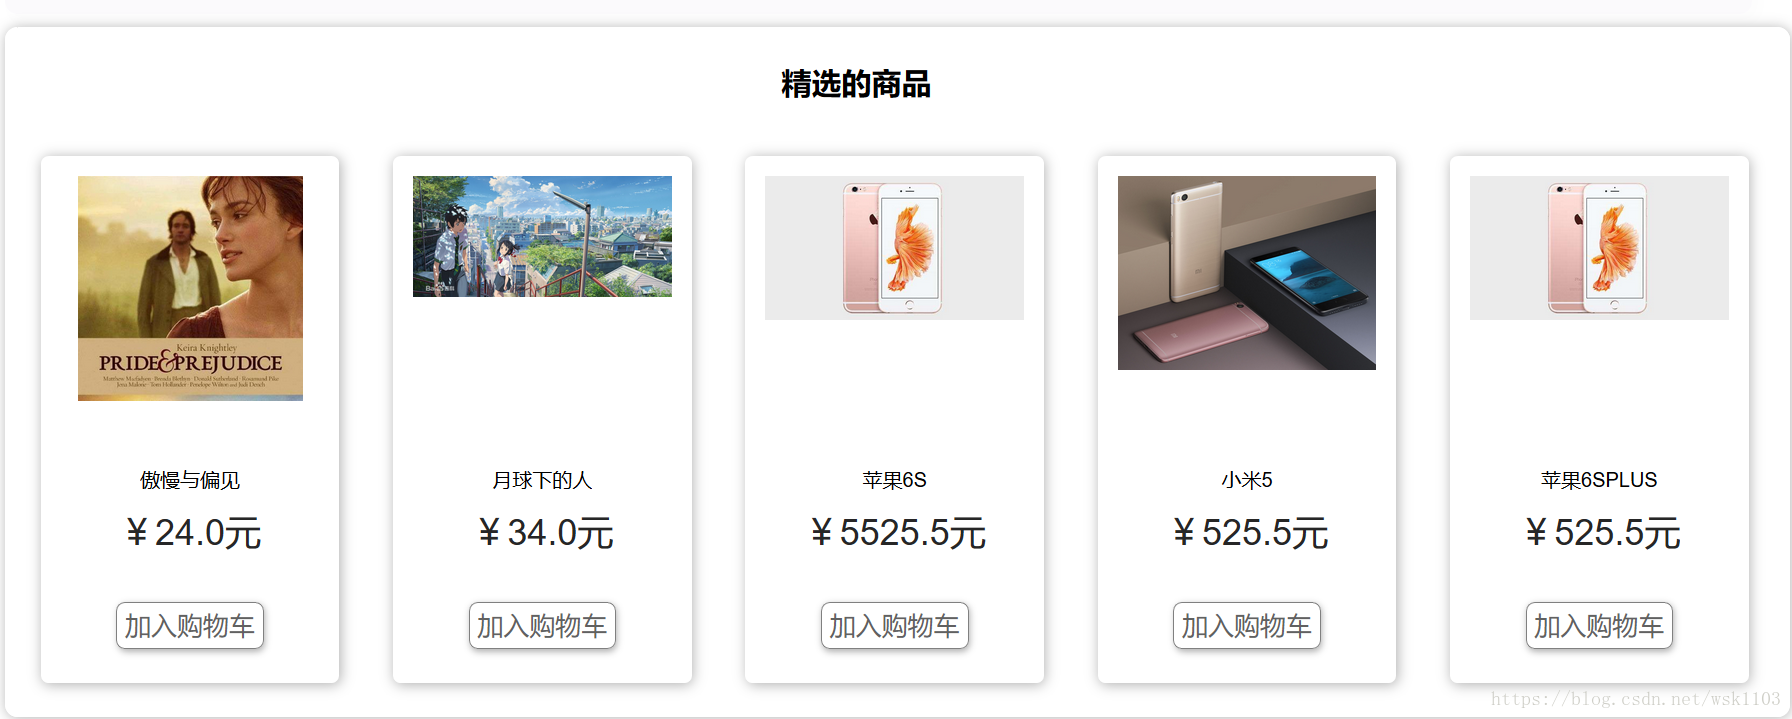 精选的商品
Keira Knightley
PRIDE & PREJUDICE
傲慢与偏见
¥24.0元
加入购物车
月球下的人
¥34.0元
加入购物车
苹果6S
¥5525.5元
加入购物车
小米5
¥525.5元
加入购物车
苹果6SPLUS
¥525.5元
加入购物车
https://blog.csdn.net/wsk1103